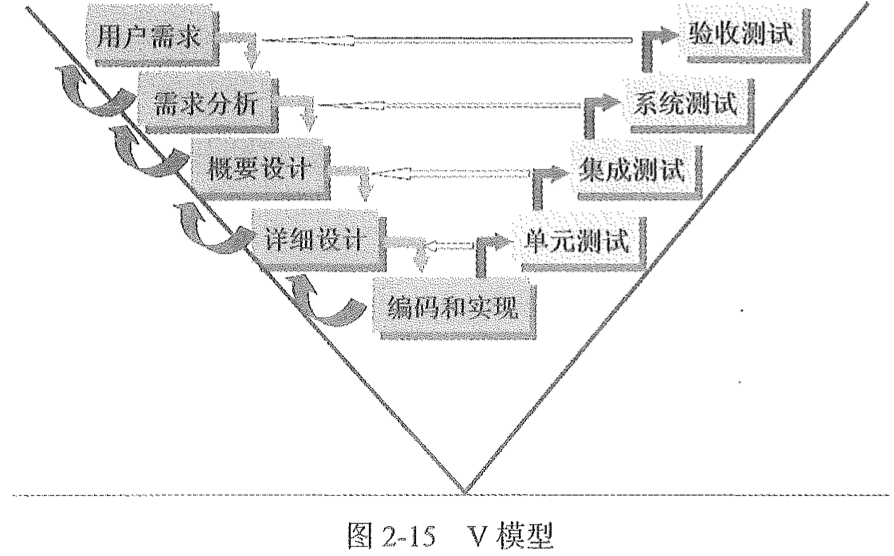 用户需求
验收测试
需求分析
系统测试
概要设计
集成测试
详细设计
单元测试
编码和实现
图 2-15 V 模型